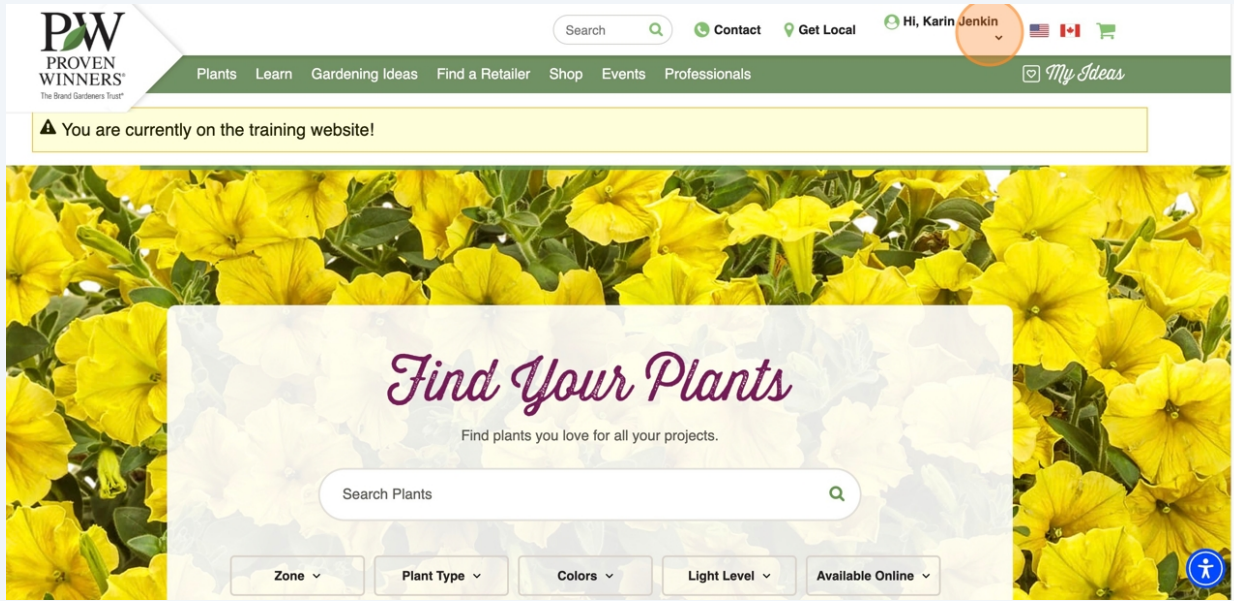 PW
PROVEN
WINNERS®
The Brand Gardeners Trust®
Search
Contact
Get Local
Hi, Karin Jenkin
Plants Learn Gardening Ideas Find a Retailer Shop Events Professionals
My Ideas
You are currently on the training website!
Find Your Plants
Find plants you love for all your projects.
Search Plants
Zone Plant Type Colors Light Level Available Online